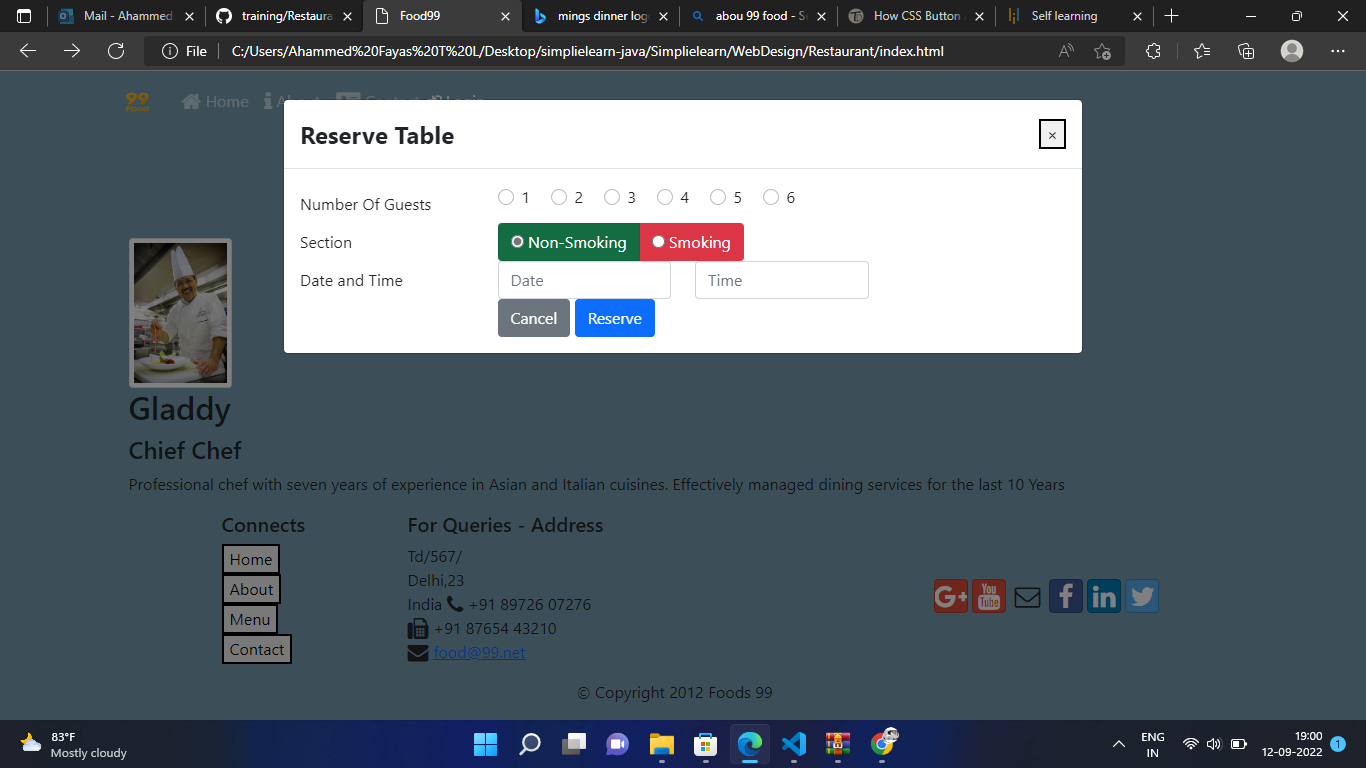 Mail - Ahammed
training/Restaura
Food99
mings dinner log
abou 99 food - S
How CSS Button
Self learning
File
C:/Users/Ahammed%20Fayas%20T%20L/Desktop/simplielearn-java/Simplielearn/WebDesign/Restaurant/index.html
99
Food
Home
Reserve Table
×
Number Of Guests 1 2 3 4 5 6
Section Non-Smoking Smoking
Date and Time Date Time
Cancel Reserve
Gladdy
Chief Chef
Professional chef with seven years of experience in Asian and Italian cuisines. Effectively managed dining services for the last 10 Years
Connects
Home
About
Menu
Contact
For Queries - Address
Td/567/
Delhi,23
India +91 89726 07276
+91 87654 43210
food@99.net
G+
You
Tube
f
in
© Copyright 2012 Foods 99
83°F
Mostly cloudy
ENG
IN
19:00
12-09-2022
1